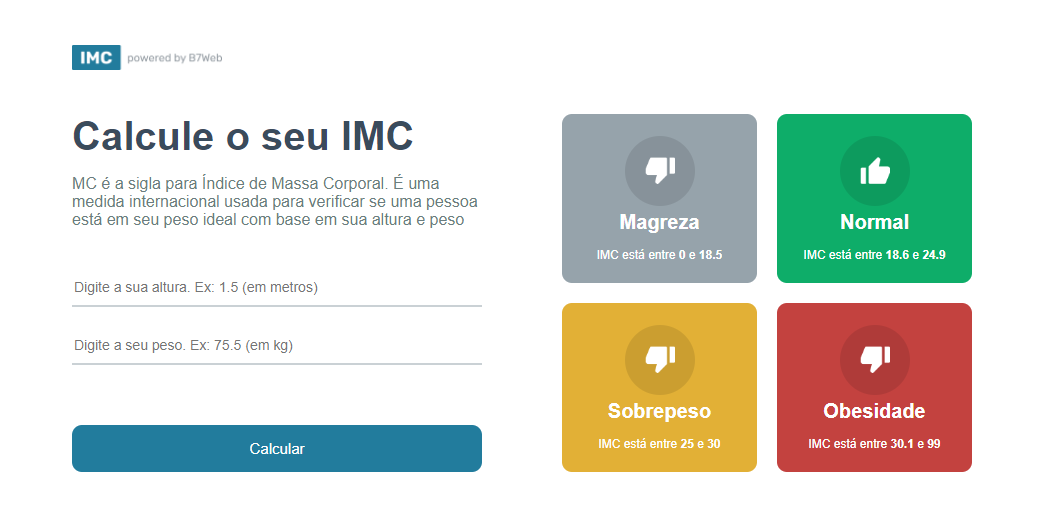 IMC powered by B7Web
Calcule o seu IMC
MC é a sigla para Índice de Massa Corporal. É uma
medida internacional usada para verificar se uma pessoa
está em seu peso ideal com base em sua altura e peso
Digite a sua altura. Ex: 1.5 (em metros)
Digite a seu peso. Ex: 75.5 (em kg)
Calcular
Magreza
IMC está entre 0 e 18.5
Normal
IMC está entre 18.6 e 24.9
Sobrepeso
IMC está entre 25 e 30
Obesidade
IMC está entre 30.1 e 99